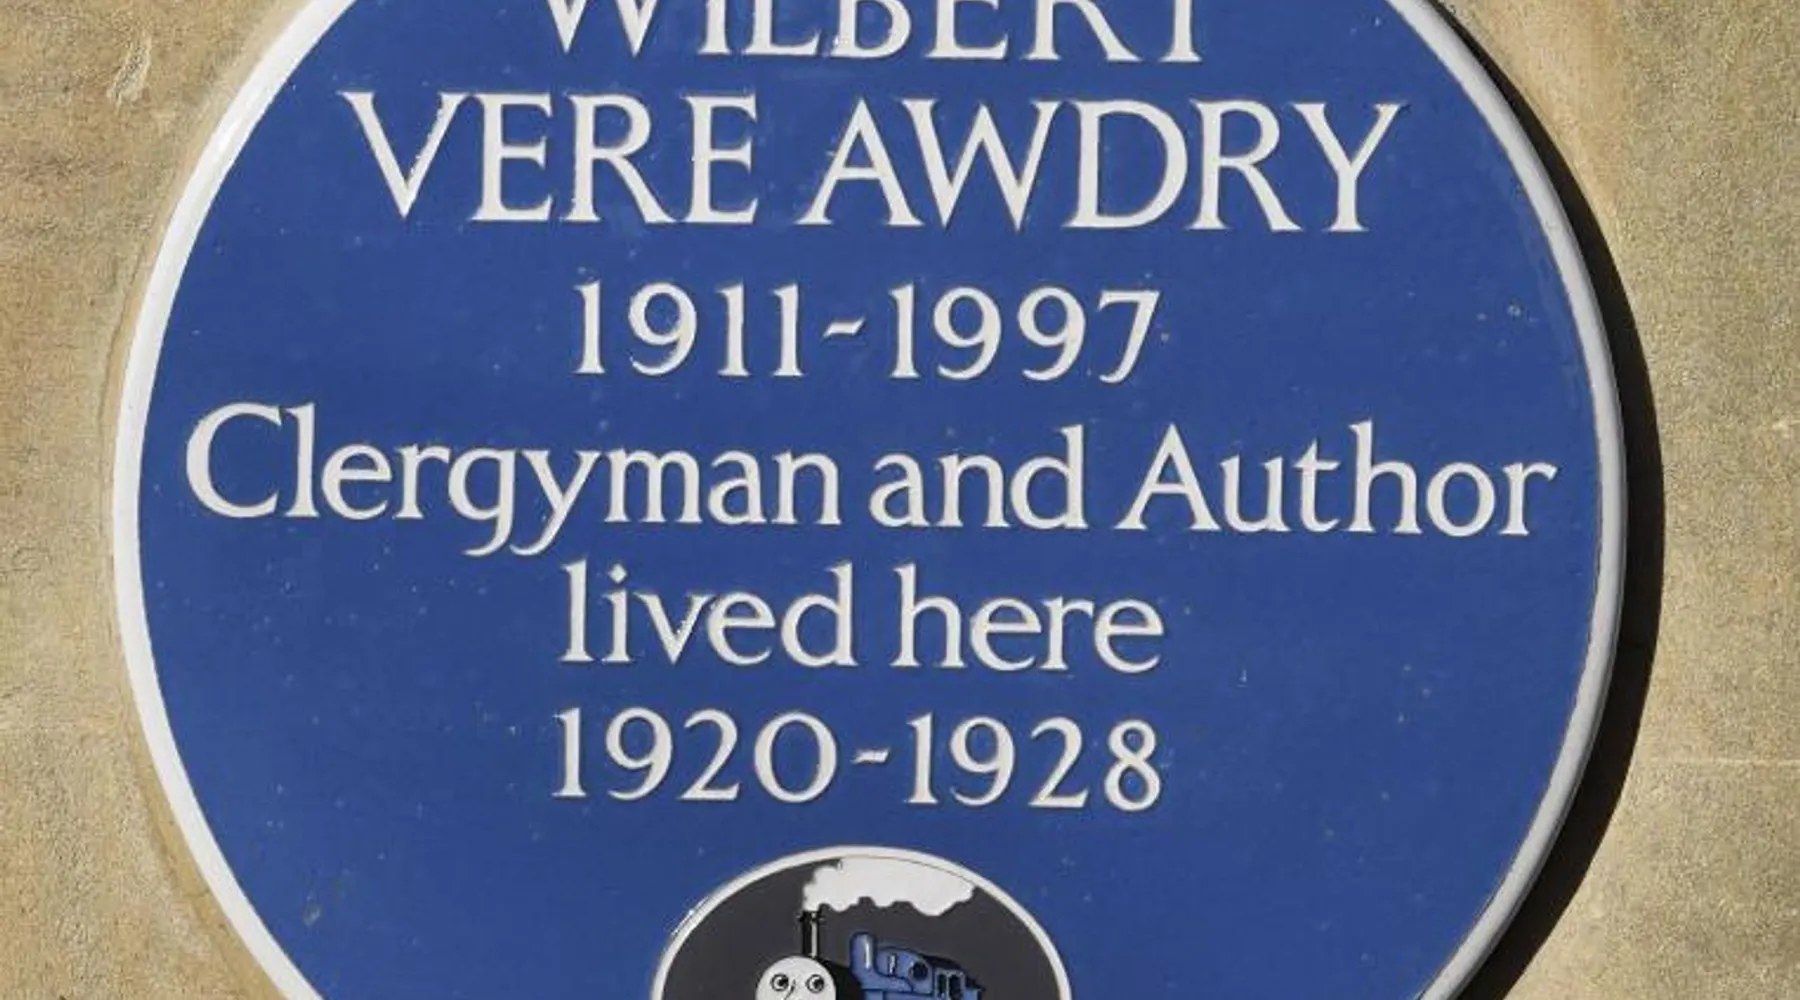 WILBERT
VERE AWDRY
1911-1997
Clergyman and Author
lived here
1920-1928